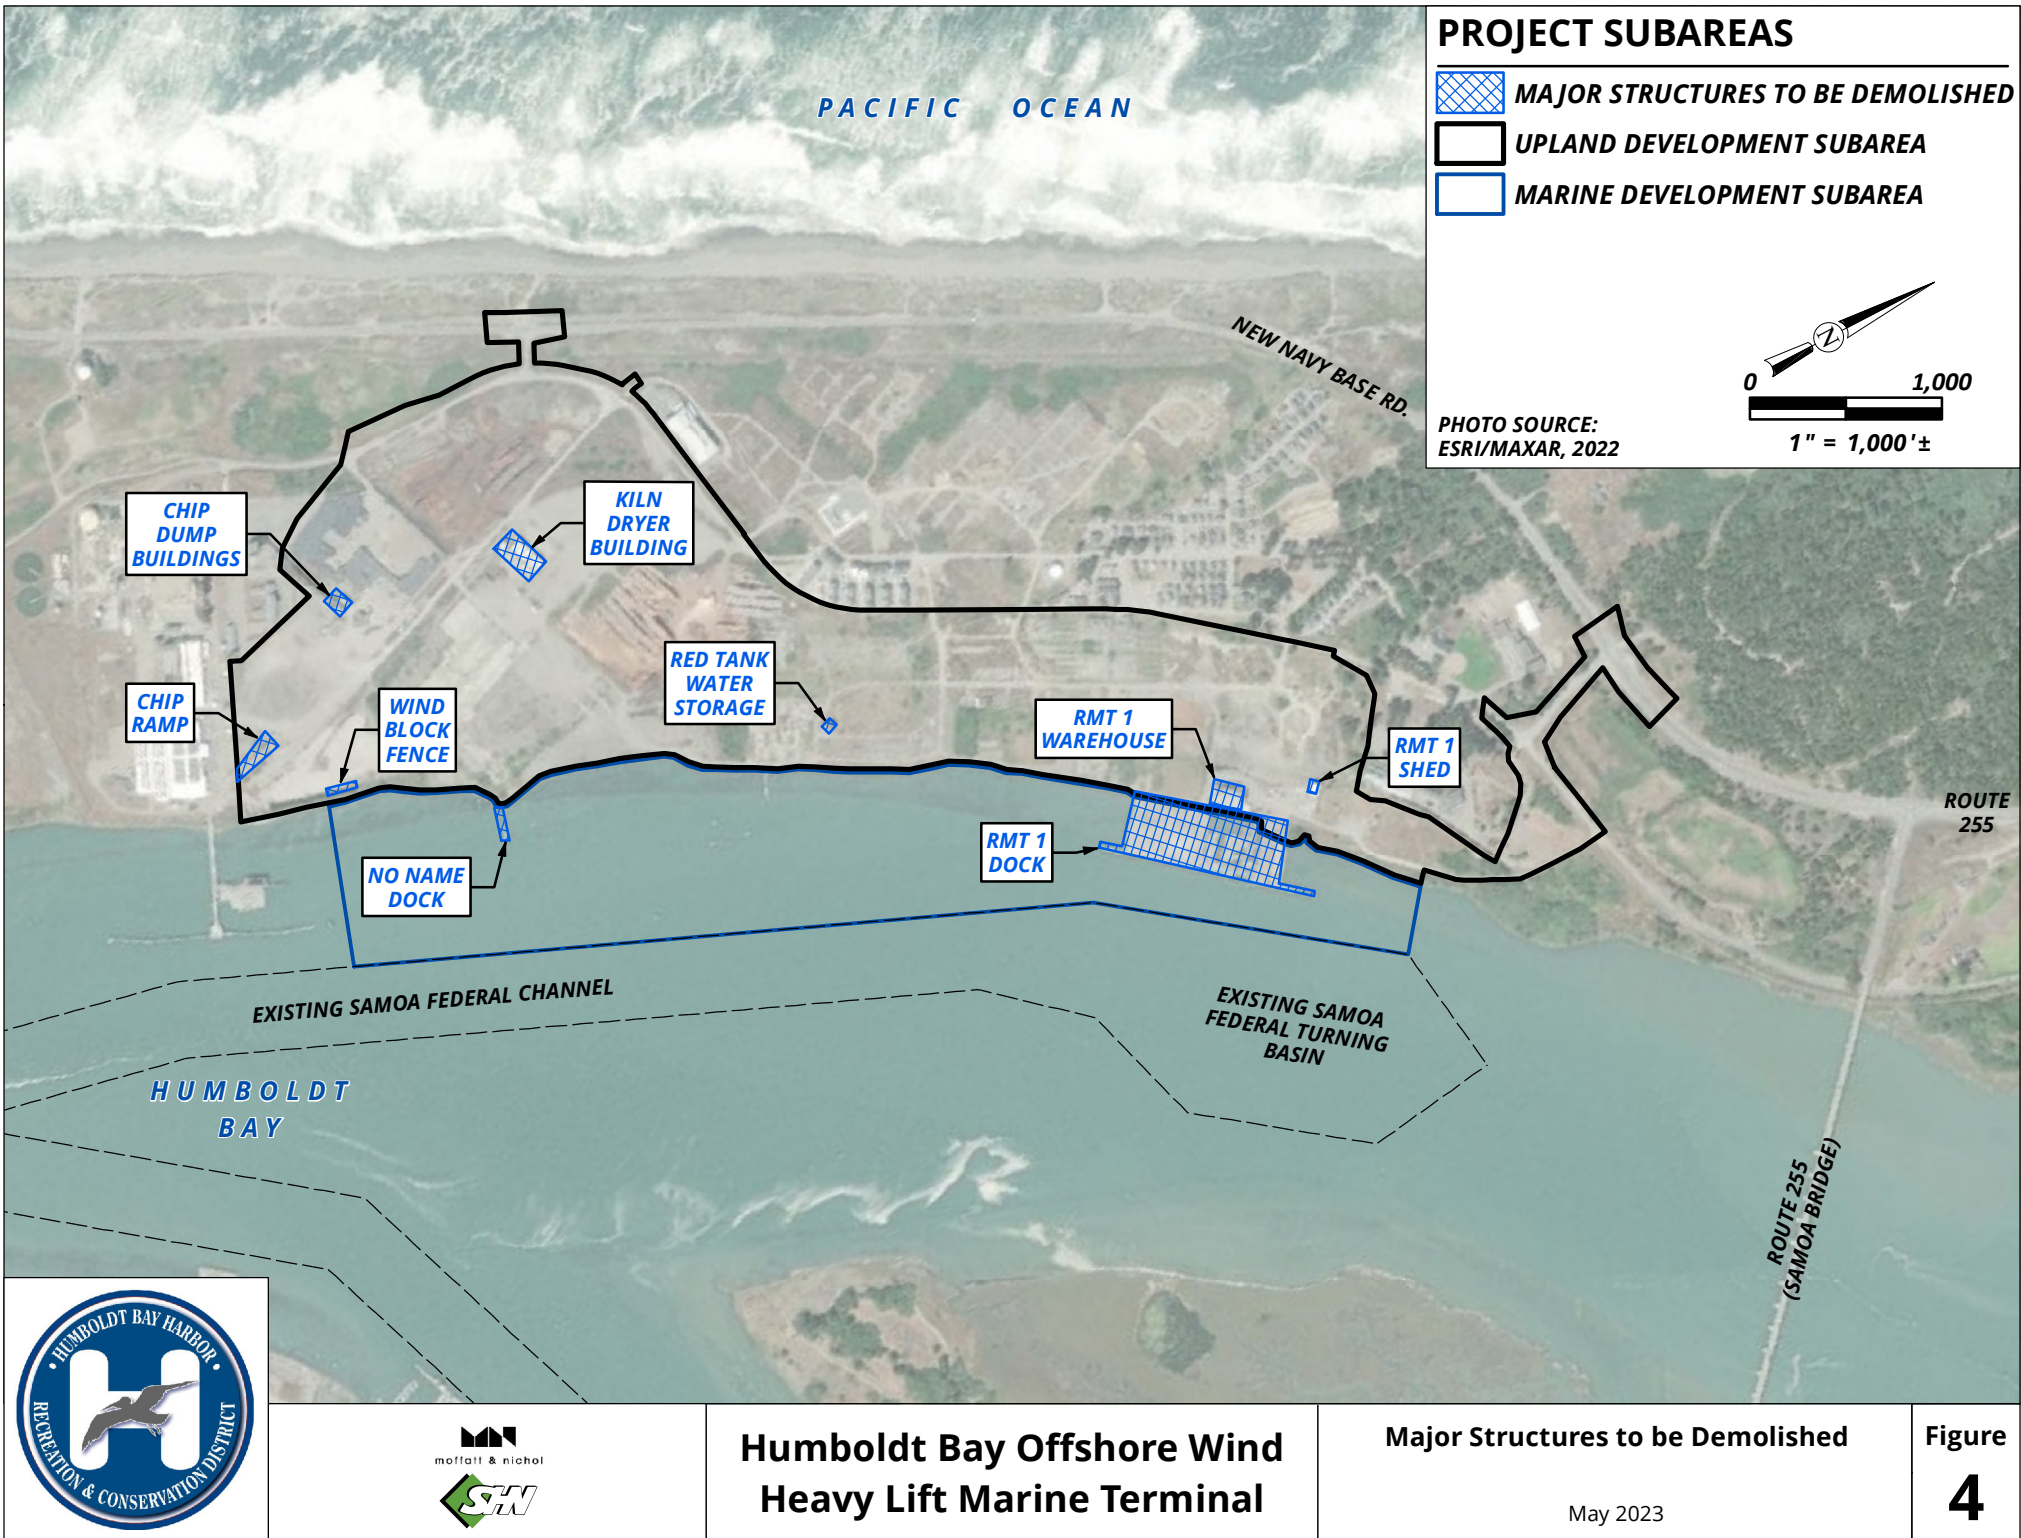 PROJECT SUBAREAS
MAJOR STRUCTURES TO BE DEMOLISHED
UPLAND DEVELOPMENT SUBAREA
MARINE DEVELOPMENT SUBAREA
N
0 1,000
1" = 1,000'±
PHOTO SOURCE:
ESRI/MAXAR, 2022
PACIFIC OCEAN
NEW NAVY BASE RD.
CHIP
DUMP
BUILDINGS
KILN
DRYER
BUILDING
RED TANK
WATER
STORAGE
CHIP
RAMP
WIND
BLOCK
FENCE
RMT 1
WAREHOUSE
RMT 1
SHED
ROUTE
255
RMT 1
DOCK
NO NAME
DOCK
EXISTING SAMOA FEDERAL CHANNEL
EXISTING SAMOA
FEDERAL TURNING
BASIN
HUMBOLDT
BAY
ROUTE 255
(SAMOA BRIDGE)
HUMBOLDT BAY HARBOR
H
RECREATION & CONSERVATION DISTRICT
moffatt & nichol
SHN
Humboldt Bay Offshore Wind
Heavy Lift Marine Terminal
Major Structures to be Demolished
May 2023
Figure
4